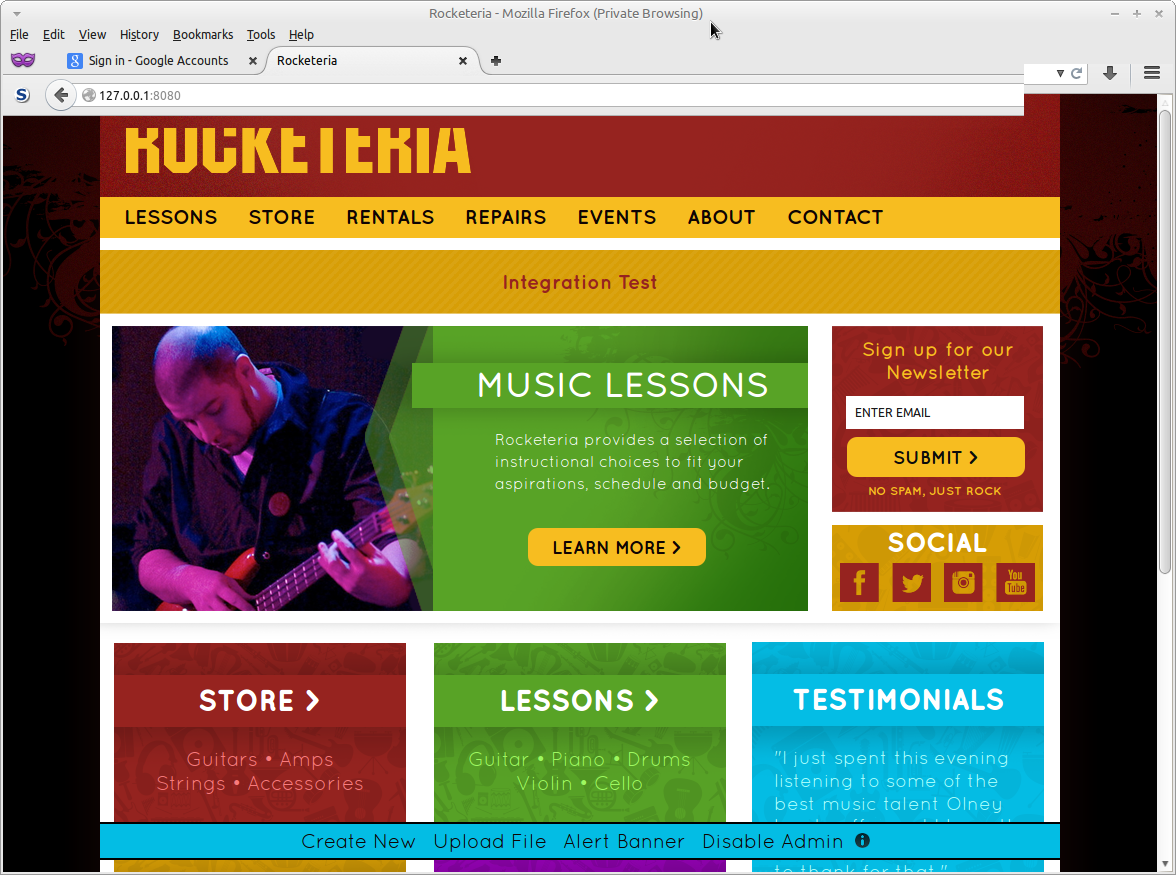 Rocketeria - Mozilla Firefox (Private Browsing)
File Edit View History Bookmarks Tools Help
Sign in - Google Accounts
Rocketeria
127.0.0.1:8080
ROCKETERIA
LESSONS STORE RENTALS REPAIRS EVENTS ABOUT CONTACT
Integration Test
MUSIC LESSONS
Rocketeria provides a selection of
instructional choices to fit your
aspirations, schedule and budget.
LEARN MORE
Sign up for our
Newsletter
ENTER EMAIL
SUBMIT
NO SPAM, JUST ROCK
SOCIAL
You
Tube
STORE
Guitars • Amps
Strings • Accessories
LESSONS
Guitar • Piano • Drums
Violin • Cello
TESTIMONIALS
"I just spent this evening
listening to some of the
best music talent Olney
Create New Upload File Alert Banner Disable Admin
to thank for that."